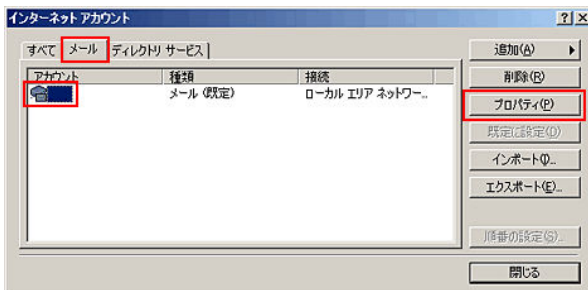 インターネット アカウント
すべて メール ディレクトリ サービス
追加(A)
アカウント 種類 接続
削除(R)
メール (既定) ローカル エリア ネットワー...
プロパティ(P)
既定に設定(D)
インポート(I)...
エクスポート(E)...
順番の設定(S)...
閉じる